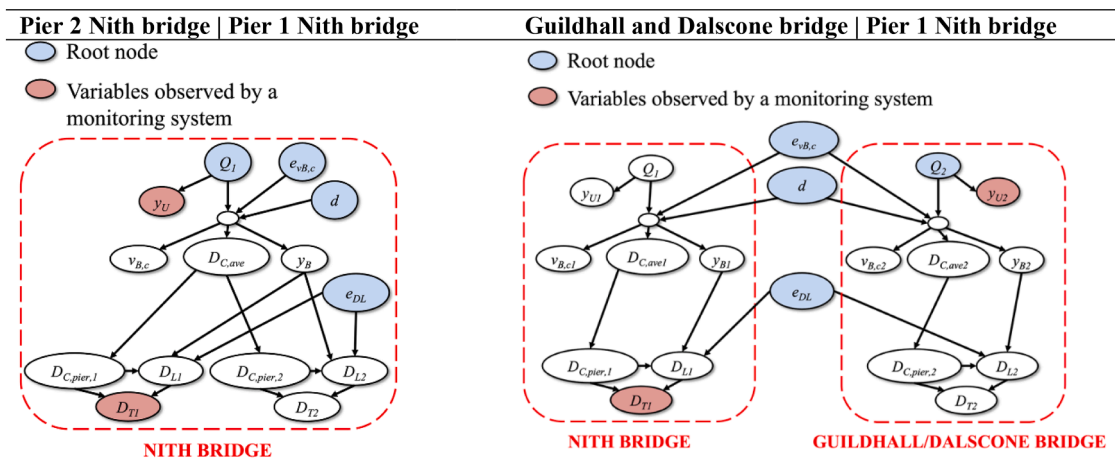 Pier 2 Nith bridge | Pier 1 Nith bridge
Root node
Variables observed by a
monitoring system
Q1
evB,c
yU
d
vB,c
DC,ave
yB
eDL
DC,pier,1
DL1
DC,pier,2
DL2
DT1
DT2
NITH BRIDGE
Guildhall and Dalscone bridge | Pier 1 Nith bridge
Root node
Variables observed by a monitoring system
evB,c
Q1
Q2
yU1
d
yU2
vB,c1
DC,ave1
yB1
vB,c2
DC,ave2
yB2
eDL
DC,pier,1
DL1
DC,pier,2
DL2
DT1
DT2
NITH BRIDGE
GUILDHALL/DALSCONE BRIDGE